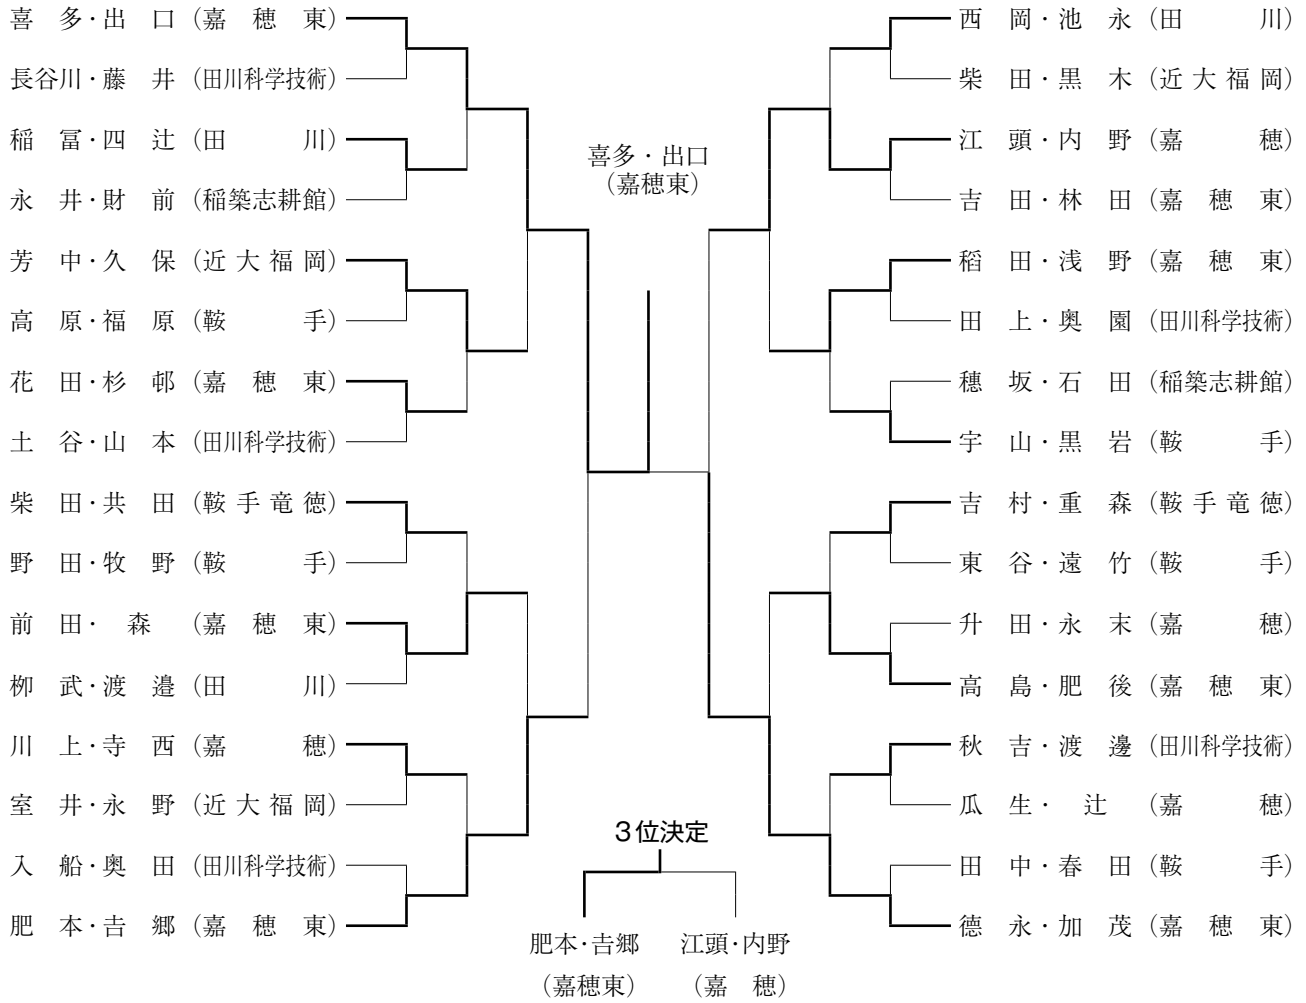 喜　多・出　口（嘉　穂　東）
長谷川・藤　井（田川科学技術）
稲　冨・四　辻（田　　　川）
永　井・財　前（稲築志耕館）
芳　中・久　保（近 大 福 岡）
高　原・福　原（鞍　　　手）
花　田・杉　邨（嘉　穂　東）
土　谷・山　本（田川科学技術）
柴　田・共　田（鞍 手 竜 徳）
野　田・牧　野（鞍　　　手）
前　田・　森　（嘉　穂　東）
栁　武・渡　邉（田　　　川）
川　上・寺　西（嘉　　　穂）
室　井・永　野（近 大 福 岡）
入　船・奥　田（田川科学技術）
肥　本・𠮷　郷（嘉　穂　東）
喜多・出口
（嘉穂東）
3位決定
肥本・𠮷郷　江頭・内野
（嘉穂東）　（嘉　穂）
西　岡・池　永（田　　　川）
柴　田・黒　木（近 大 福 岡）
江　頭・内　野（嘉　　　穂）
吉　田・林　田（嘉　穂　東）
稻　田・浅　野（嘉　穂　東）
田　上・奥　園（田川科学技術）
穗　坂・石　田（稲築志耕館）
宇　山・黒　岩（鞍　　　手）
吉　村・重　森（鞍 手 竜 徳）
東　谷・遠　竹（鞍　　　手）
升　田・永　末（嘉　　　穂）
高　島・肥　後（嘉　穂　東）
秋　吉・渡　邊（田川科学技術）
瓜　生・　辻　（嘉　　　穂）
田　中・春　田（鞍　　　手）
德　永・加　茂（嘉　穂　東）